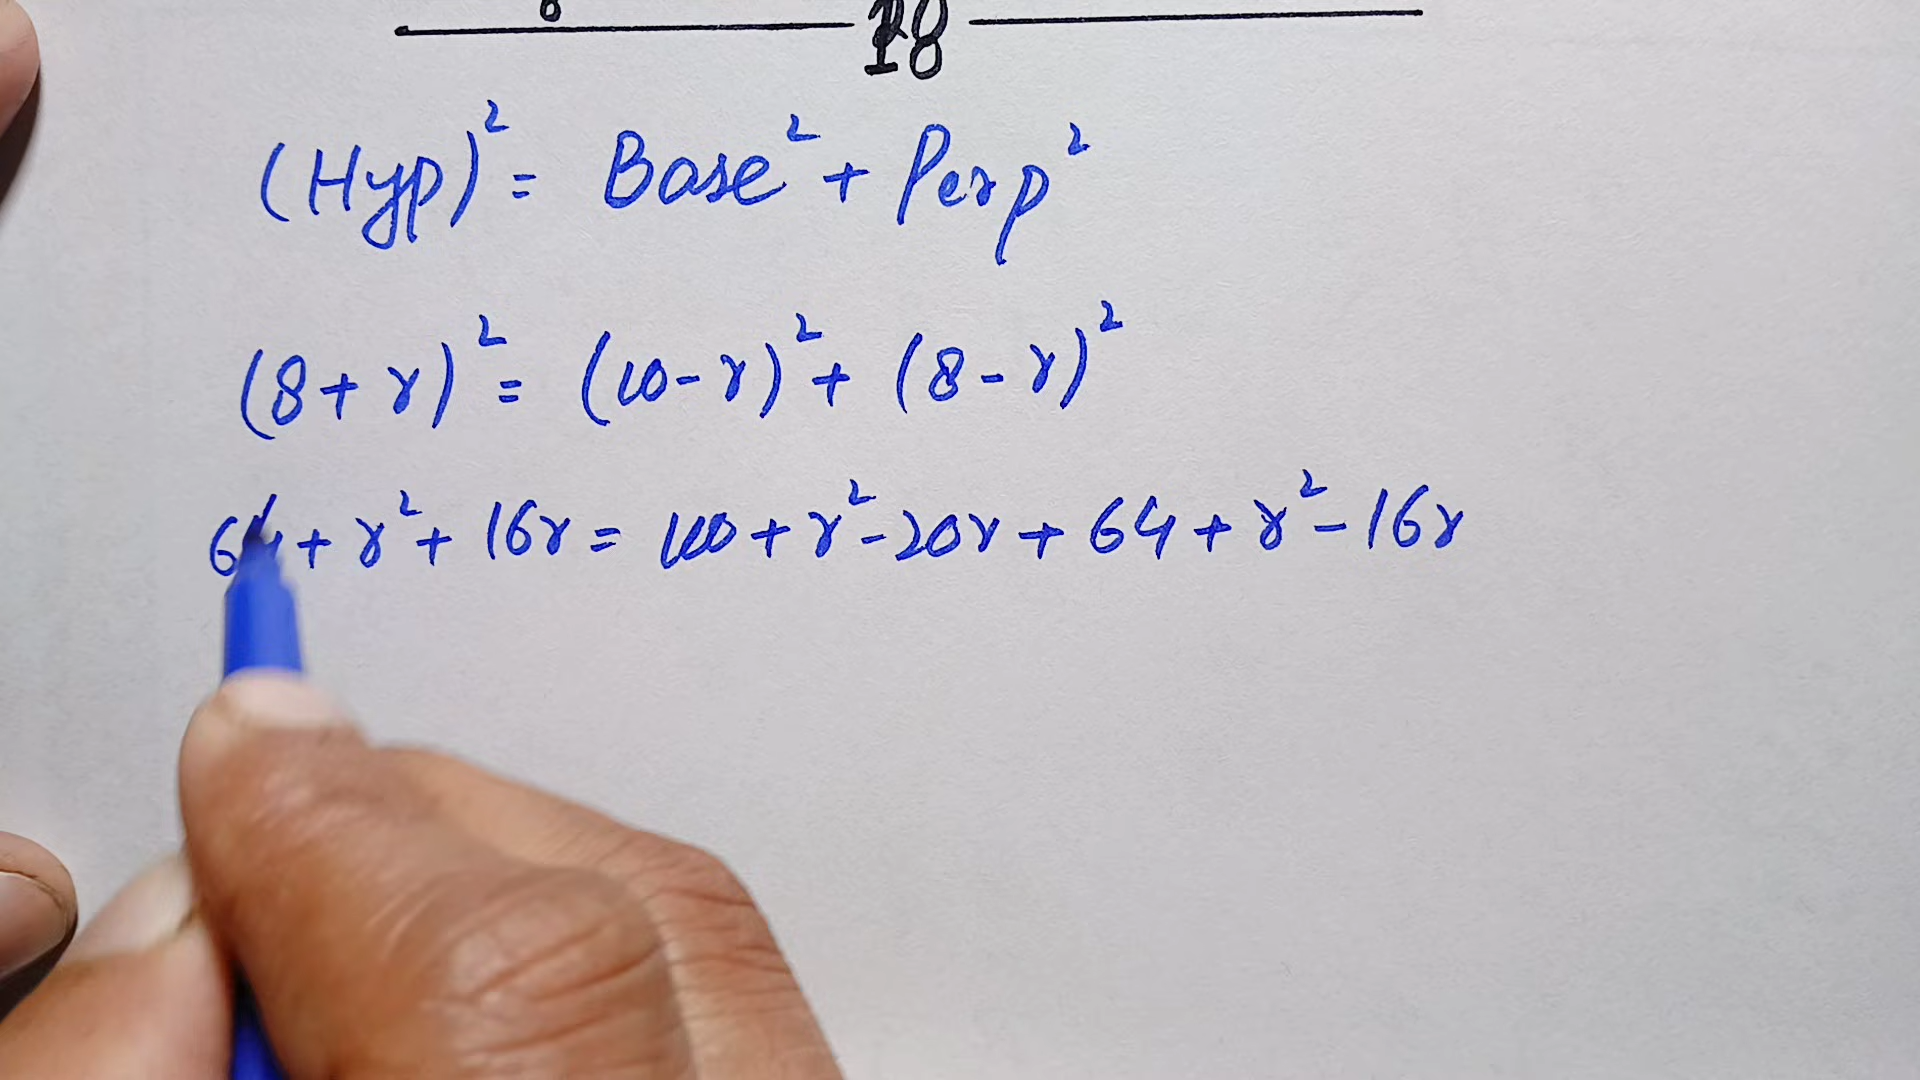 8
18
(Hyp)² = Base² + Perp²
(8 + r)² = (10 - r)² + (8 - r)²
64 + r² + 16r = 100 + r² - 20r + 64 + r² - 16r